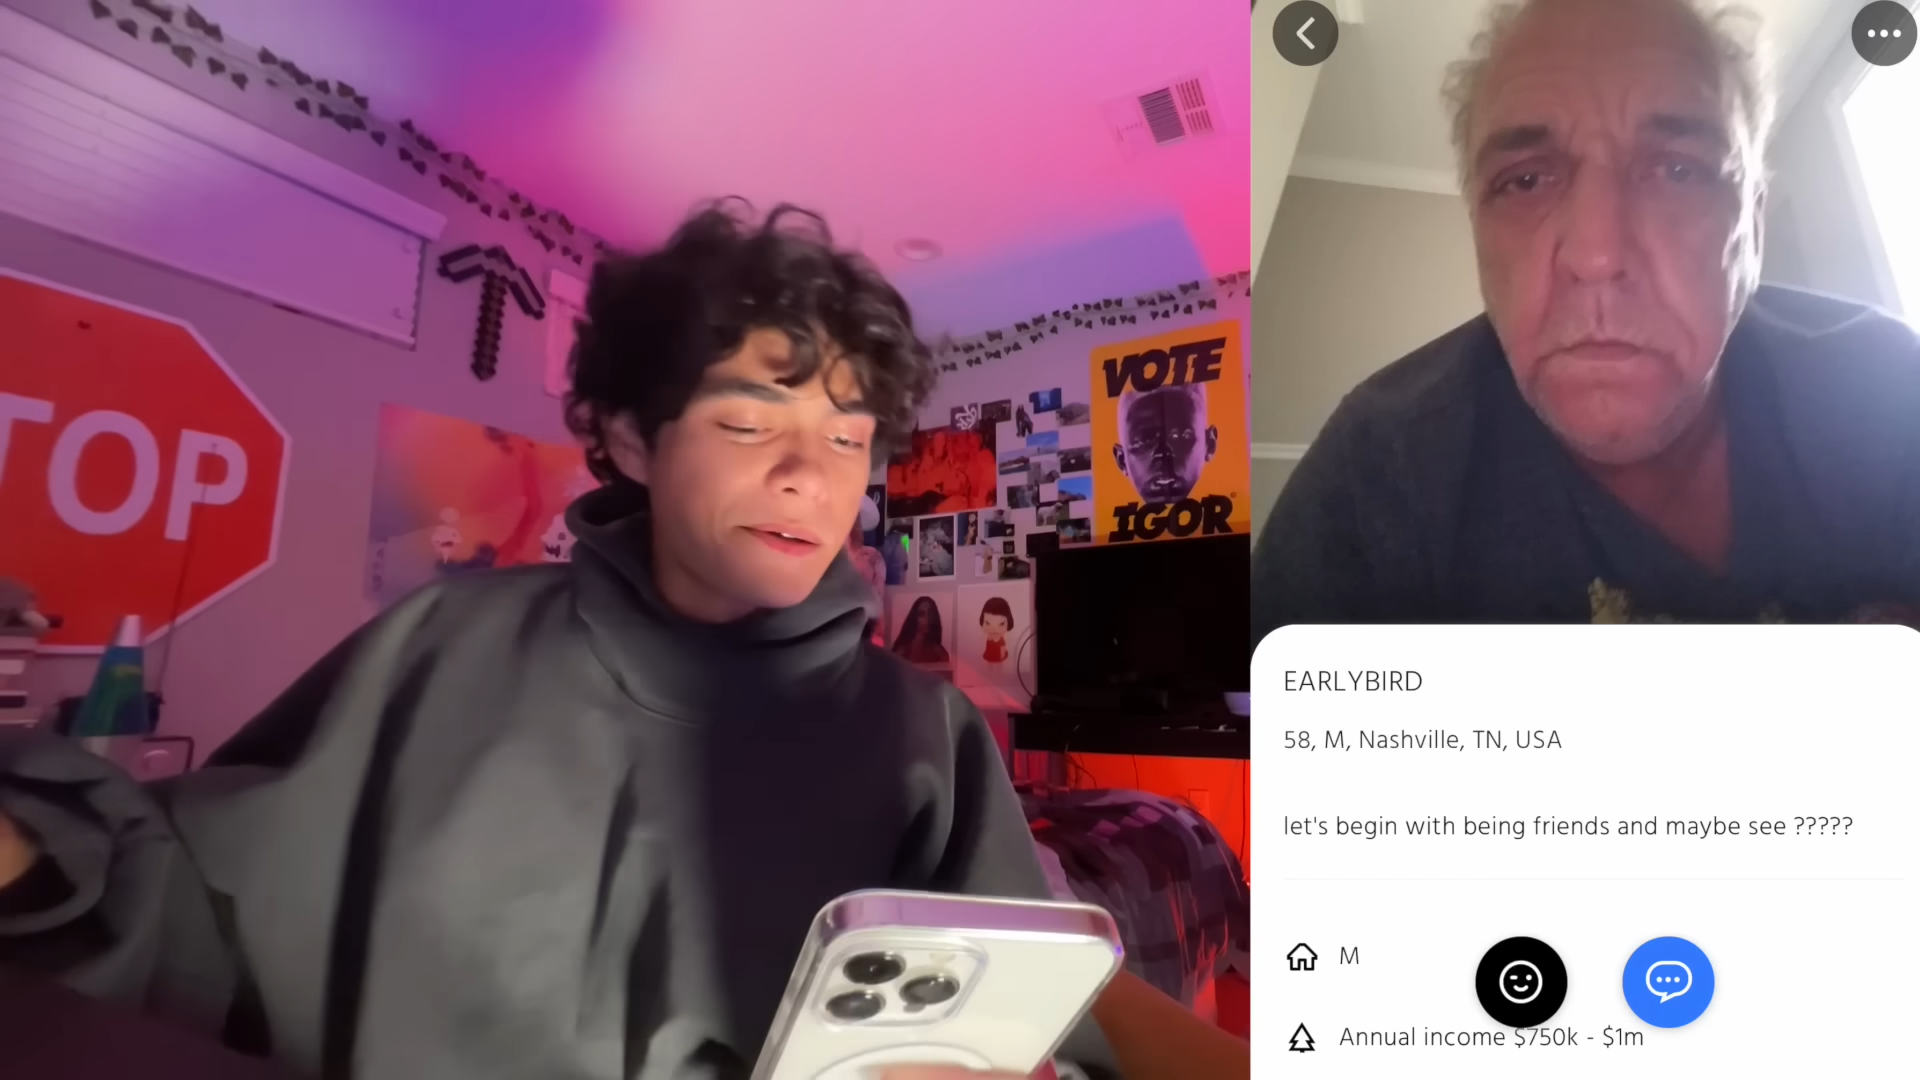 TOP
VOTE
IGOR
EARLYBIRD
58, M, Nashville, TN, USA
let's begin with being friends and maybe see ?????
M
Annual income $750k - $1m